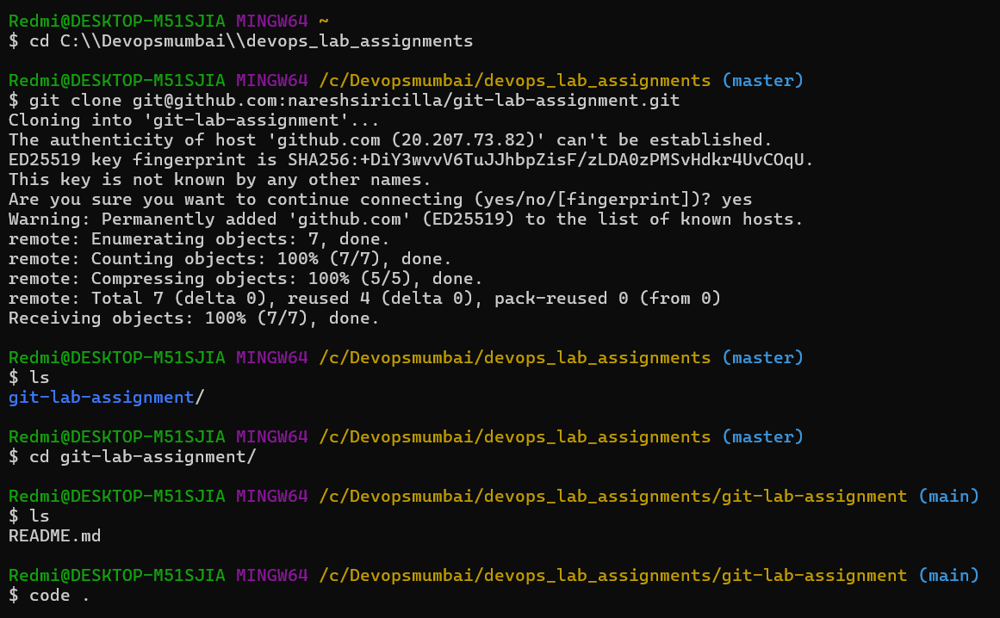 Redmi@DESKTOP-M51SJIA MINGW64 ~
$ cd C:\\Devopsmumbai\\devops_lab_assignments
Redmi@DESKTOP-M51SJIA MINGW64 /c/Devopsmumbai/devops_lab_assignments (master)
$ git clone git@github.com:nareshsiricilla/git-lab-assignment.git
Cloning into 'git-lab-assignment'...
The authenticity of host 'github.com (20.207.73.82)' can't be established.
ED25519 key fingerprint is SHA256:+DiY3wvvV6TuJJhbpZisF/zLDA0zPMSvHdkr4UvCOqU.
This key is not known by any other names.
Are you sure you want to continue connecting (yes/no/[fingerprint])? yes
Warning: Permanently added 'github.com' (ED25519) to the list of known hosts.
remote: Enumerating objects: 7, done.
remote: Counting objects: 100% (7/7), done.
remote: Compressing objects: 100% (5/5), done.
remote: Total 7 (delta 0), reused 4 (delta 0), pack-reused 0 (from 0)
Receiving objects: 100% (7/7), done.
Redmi@DESKTOP-M51SJIA MINGW64 /c/Devopsmumbai/devops_lab_assignments (master)
$ ls
git-lab-assignment/
Redmi@DESKTOP-M51SJIA MINGW64 /c/Devopsmumbai/devops_lab_assignments (master)
$ cd git-lab-assignment/
Redmi@DESKTOP-M51SJIA MINGW64 /c/Devopsmumbai/devops_lab_assignments/git-lab-assignment (main)
$ ls
README.md
Redmi@DESKTOP-M51SJIA MINGW64 /c/Devopsmumbai/devops_lab_assignments/git-lab-assignment (main)
$ code .